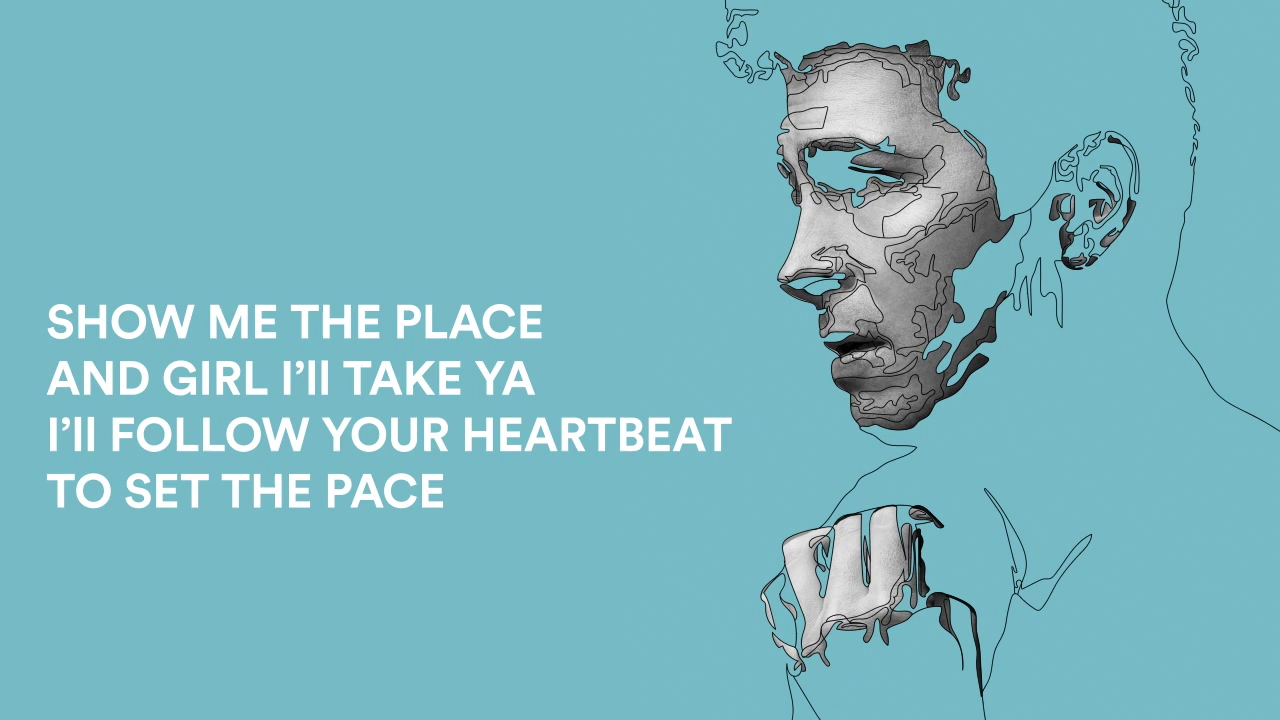 SHOW ME THE PLACE
AND GIRL I'll TAKE YA
I'll FOLLOW YOUR HEARTBEAT
TO SET THE PACE